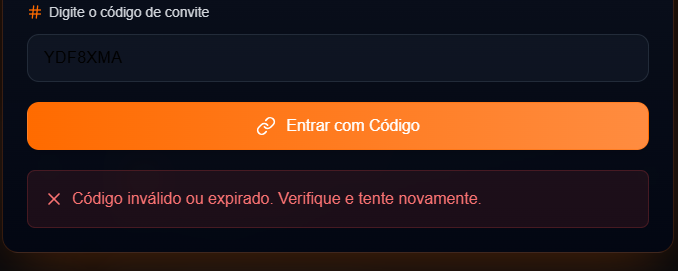 # Digite o código de convite
YDF8XMA
Entrar com Código
Código inválido ou expirado. Verifique e tente novamente.